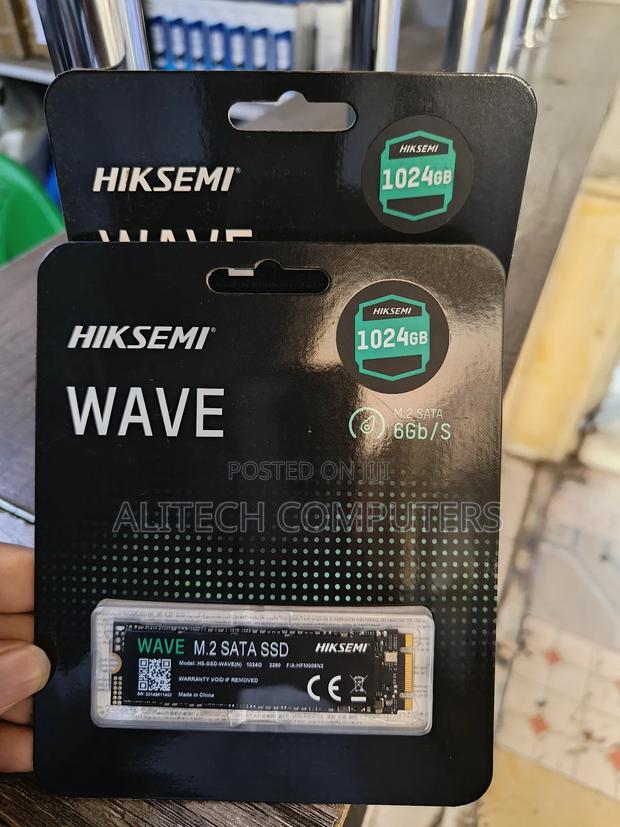 HIKSEMI
1024GB
HIKSEMI®
WAVE
HIKSEMI
1024GB
HIKSEMI®
WAVE
M.2 SATA
6Gb/S
POSTED ON JIJI
ALITECH COMPUTERS
WAVE M.2 SATA SSD HIKSEMI
Model: HS-SSD-WAVE(N) 1024G 2280 F/A:HFM006N3
WARRANTY VOID IF REMOVED
CE
Made in China